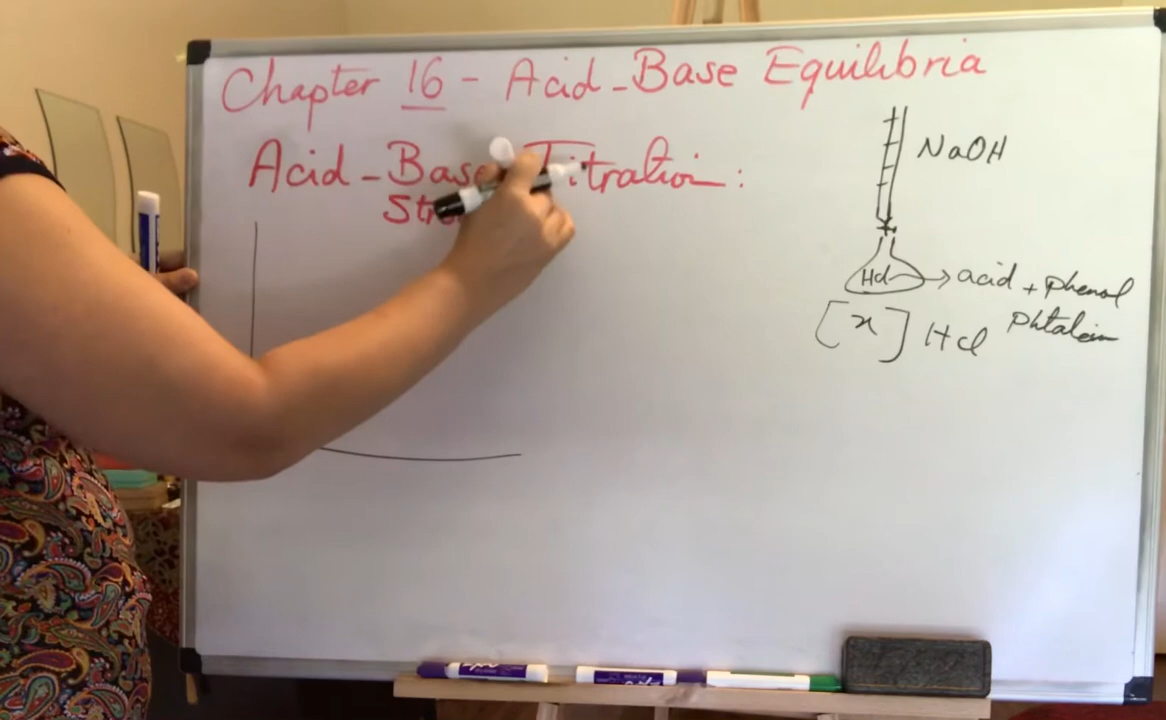 Chapter 16 - Acid-Base Equilibria
Acid-Base Titration:
NaOH
HCl → acid + phenol
phtalein
[x] HCl